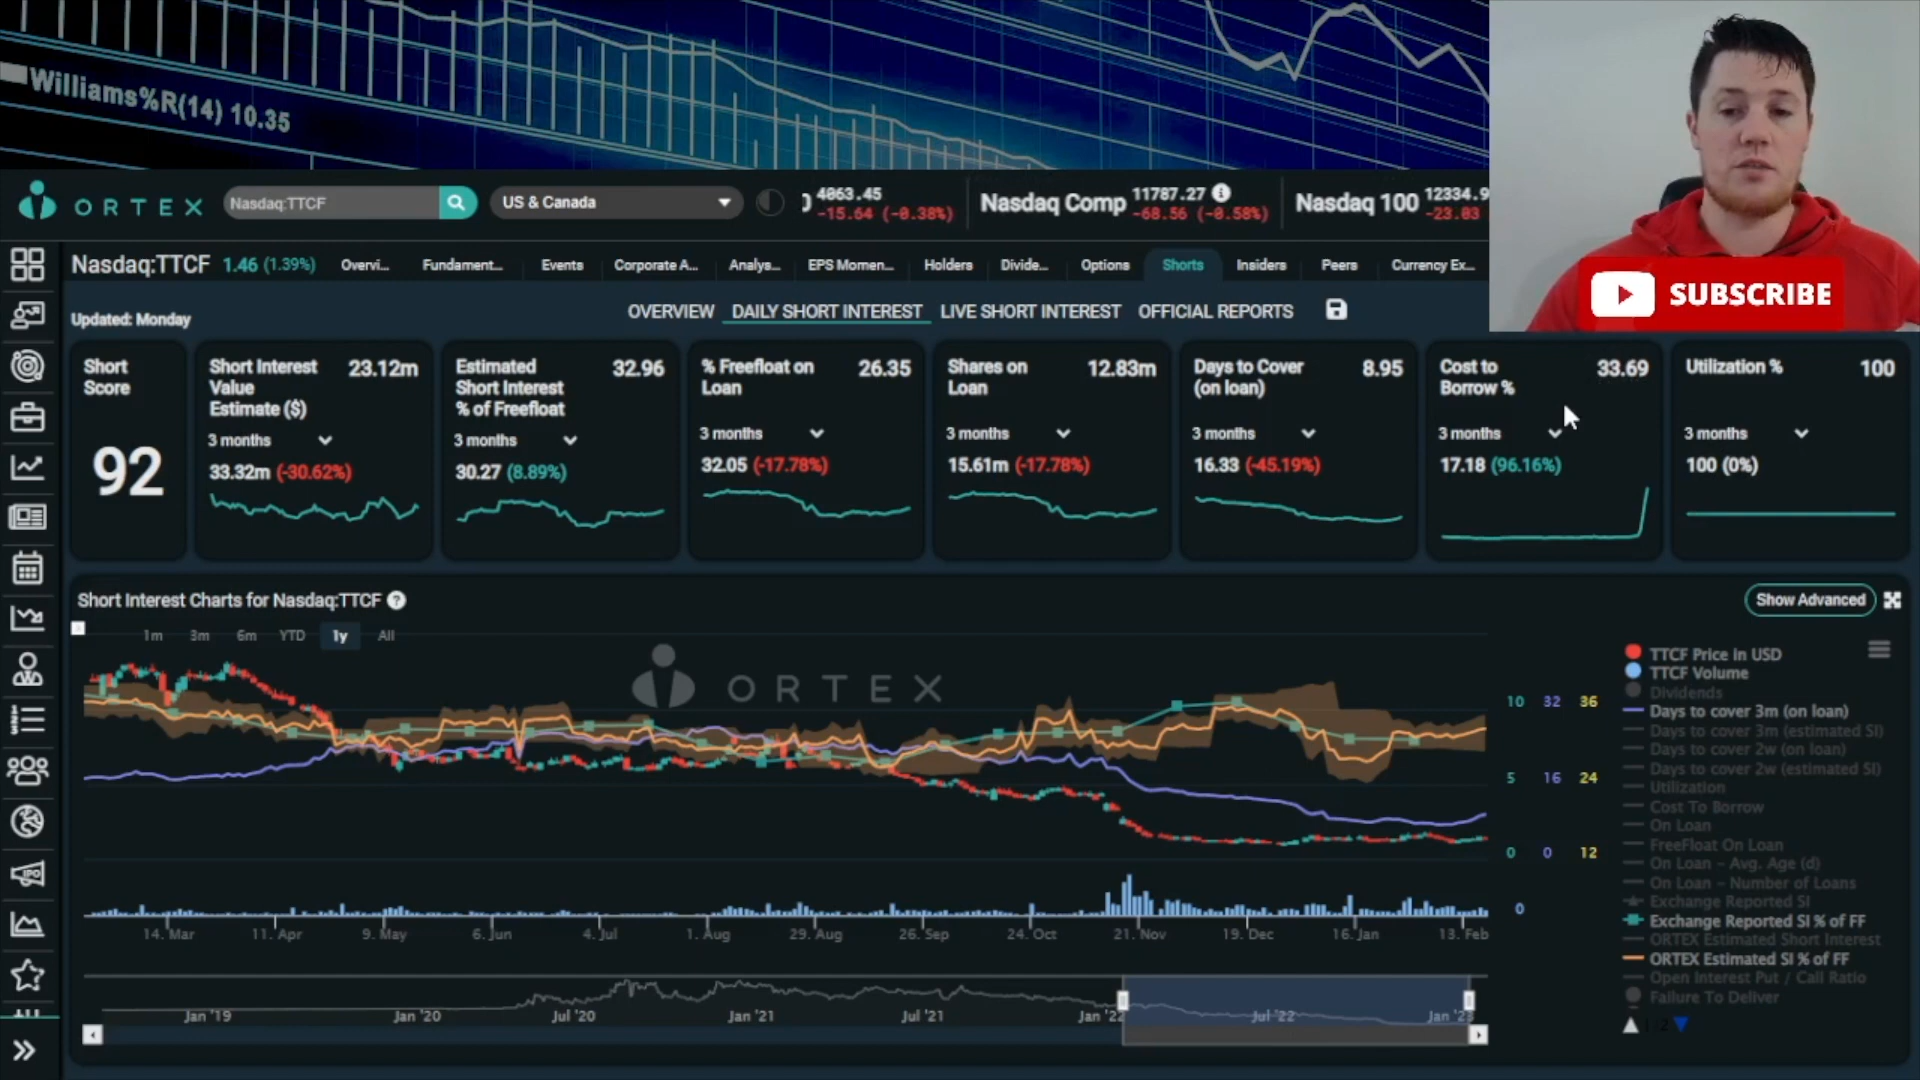 Williams%R(14) 10.35
ORTEX
Nasdaq:TTCF
US & Canada
4063.45
-15.64 (-0.38%)
Nasdaq Comp
11787.27
-68.56 (-0.58%)
Nasdaq 100
12334.9
-23.03
SUBSCRIBE
Nasdaq:TTCF 1.46 (1.39%)
Overvi... Fundament... Events Corporate A... Analys... EPS Momen... Holders Divide... Options Shorts Insiders Peers Currency Ex...
Updated: Monday
OVERVIEW DAILY SHORT INTEREST LIVE SHORT INTEREST OFFICIAL REPORTS
Short
Score
92
Short Interest
Value
Estimate ($)
23.12m
3 months
33.32m (-30.62%)
Estimated
Short Interest
% of Freefloat
32.96
3 months
30.27 (8.89%)
% Freefloat on
Loan
26.35
3 months
32.05 (-17.78%)
Shares on
Loan
12.83m
3 months
15.61m (-17.78%)
Days to Cover
(on loan)
8.95
3 months
16.33 (-45.19%)
Cost to
Borrow %
33.69
3 months
17.18 (96.16%)
Utilization %
100
3 months
100 (0%)
Short Interest Charts for Nasdaq:TTCF ?
Show Advanced
1m 3m 6m YTD 1y All
ORTEX
10 32 36
5 16 24
0 0 12
0
14. Mar 11. Apr 9. May 6. Jun 4. Jul 1. Aug 29. Aug 26. Sep 24. Oct 21. Nov 19. Dec 16. Jan 13. Feb
Jan '19 Jan '20 Jul '20 Jan '21 Jul '21 Jan '22 Jul '22
TTCF Price in USD
TTCF Volume
Dividends
Days to cover 3m (on loan)
Days to cover 3m (estimated SI)
Days to cover 2w (on loan)
Days to cover 2w (estimated SI)
Utilization
Cost To Borrow
On Loan
FreeFloat On Loan
On Loan - Avg. Age (d)
On Loan - Number of Loans
Exchange Reported SI
Exchange Reported SI % of FF
ORTEX Estimated Short Interest
ORTEX Estimated SI % of FF
Open Interest Put / Call Ratio
Failure To Deliver
IPO